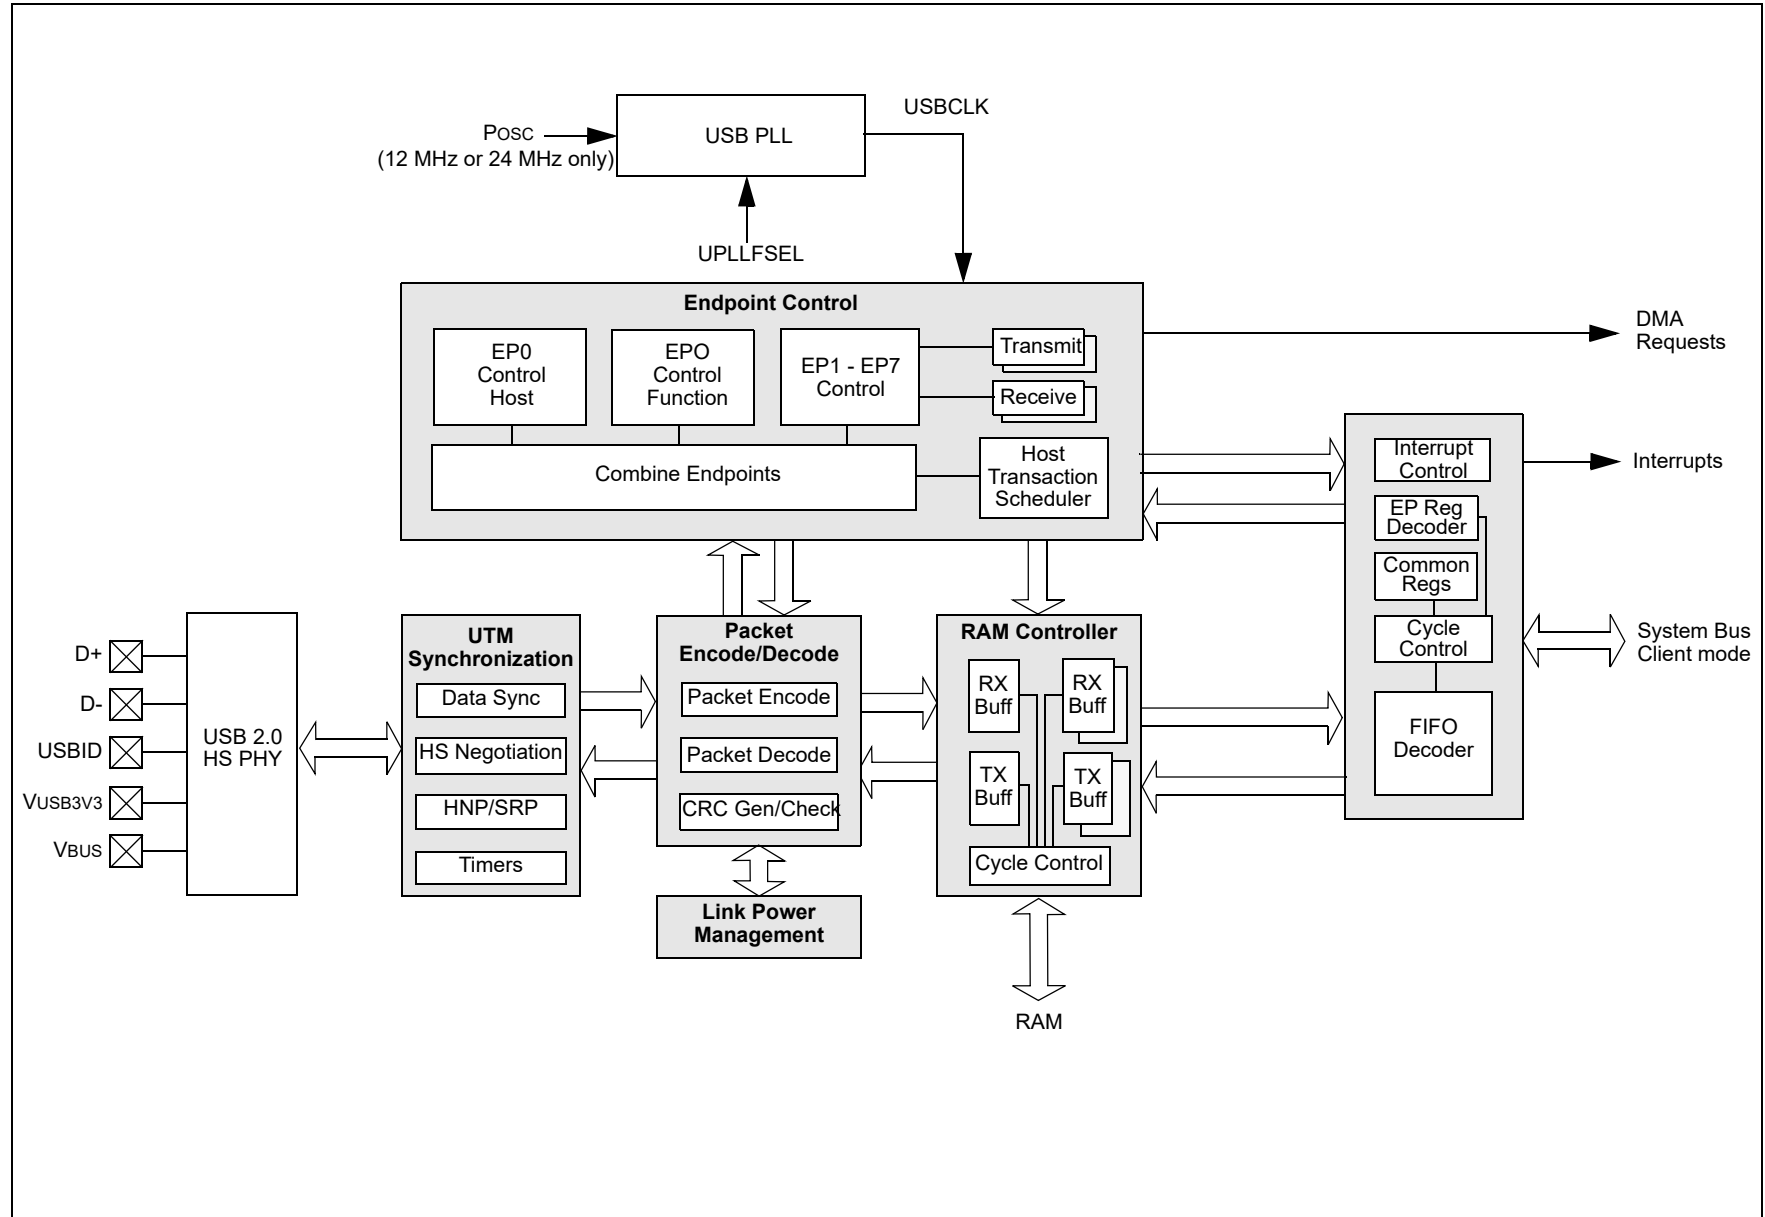 USBCLK
POSC
(12 MHz or 24 MHz only)
USB PLL
UPLLFSEL
Endpoint Control
EP0
Control
Host
EPO
Control
Function
EP1 - EP7
Control
Transmit
Receive
Combine Endpoints
Host
Transaction
Scheduler
DMA
Requests
Interrupt
Control
Interrupts
EP Reg
Decoder
Common
Regs
Cycle
Control
FIFO
Decoder
System Bus
Client mode
D+
D-
USBID
VUSB3V3
VBUS
USB 2.0
HS PHY
UTM
Synchronization
Data Sync
HS Negotiation
HNP/SRP
Timers
Packet
Encode/Decode
Packet Encode
Packet Decode
CRC Gen/Check
Link Power
Management
RAM Controller
RX
Buff
RX
Buff
TX
Buff
TX
Buff
Cycle Control
RAM